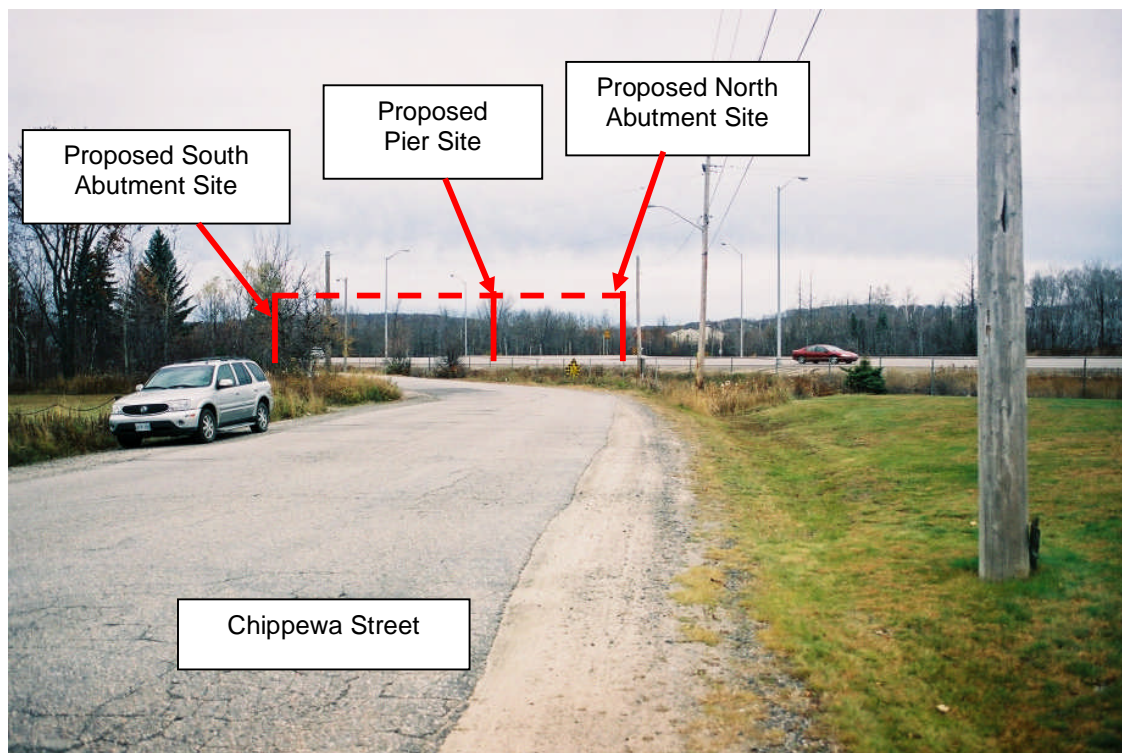 Proposed South
Abutment Site
Proposed
Pier Site
Proposed North
Abutment Site
Chippewa Street